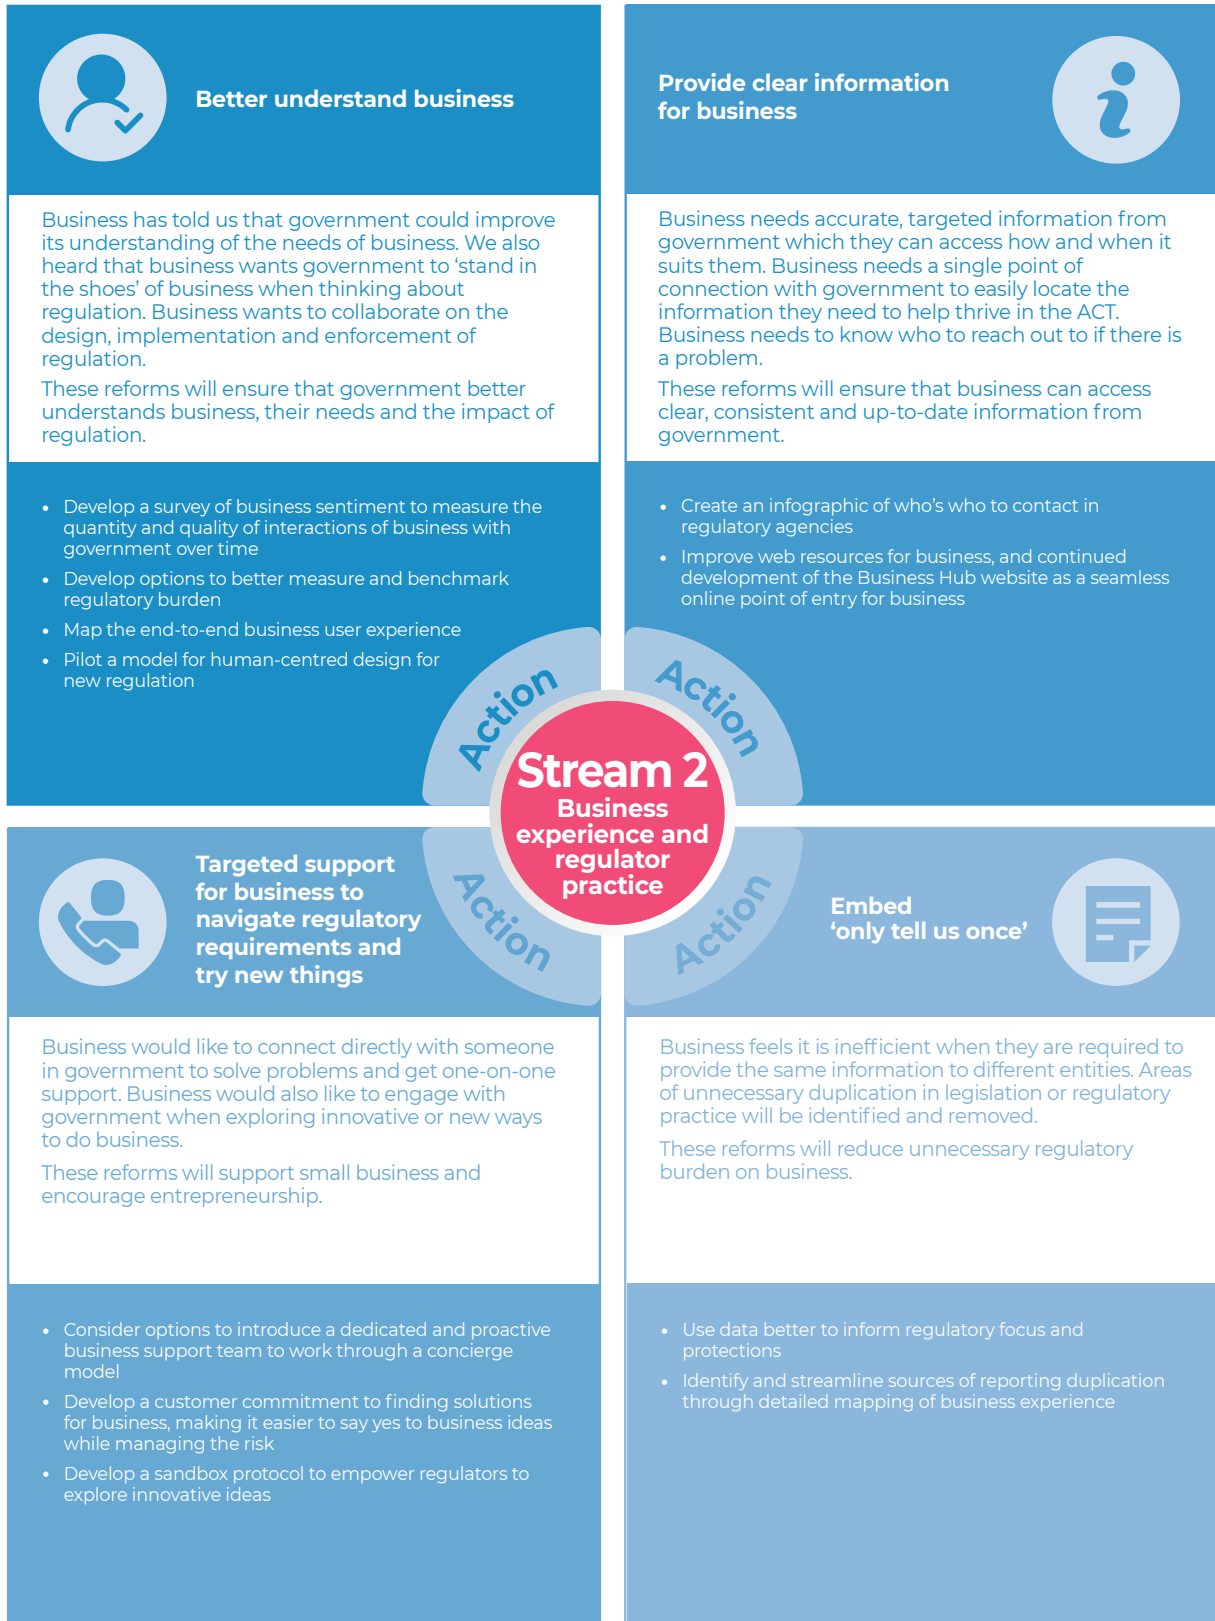 Better understand business
Business has told us that government could improve
its understanding of the needs of business. We also
heard that business wants government to ‘stand in
the shoes’ of business when thinking about
regulation. Business wants to collaborate on the
design, implementation and enforcement of
regulation.
These reforms will ensure that government better
understands business, their needs and the impact of
regulation.
• Develop a survey of business sentiment to measure the
quantity and quality of interactions of business with
government over time
• Develop options to better measure and benchmark
regulatory burden
• Map the end-to-end business user experience
• Pilot a model for human-centred design for
new regulation
Action
Provide clear information
for business
Business needs accurate, targeted information from
government which they can access how and when it
suits them. Business needs a single point of
connection with government to easily locate the
information they need to help thrive in the ACT.
Business needs to know who to reach out to if there is
a problem.
These reforms will ensure that business can access
clear, consistent and up-to-date information from
government.
• Create an infographic of who’s who to contact in
regulatory agencies
• Improve web resources for business, and continued
development of the Business Hub website as a seamless
online point of entry for business
Action
Stream 2
Business
experience and
regulator
practice
Targeted support
for business to
navigate regulatory
requirements and
try new things
Action
Business would like to connect directly with someone
in government to solve problems and get one-on-one
support. Business would also like to engage with
government when exploring innovative or new ways
to do business.
These reforms will support small business and
encourage entrepreneurship.
• Consider options to introduce a dedicated and proactive
business support team to work through a concierge
model
• Develop a customer commitment to finding solutions
for business, making it easier to say yes to business ideas
while managing the risk
• Develop a sandbox protocol to empower regulators to
explore innovative ideas
Action
Embed
‘only tell us once’
Business feels it is inefficient when they are required to
provide the same information to different entities. Areas
of unnecessary duplication in legislation or regulatory
practice will be identified and removed.
These reforms will reduce unnecessary regulatory
burden on business.
• Use data better to inform regulatory focus and
protections
• Identify and streamline sources of reporting duplication
through detailed mapping of business experience